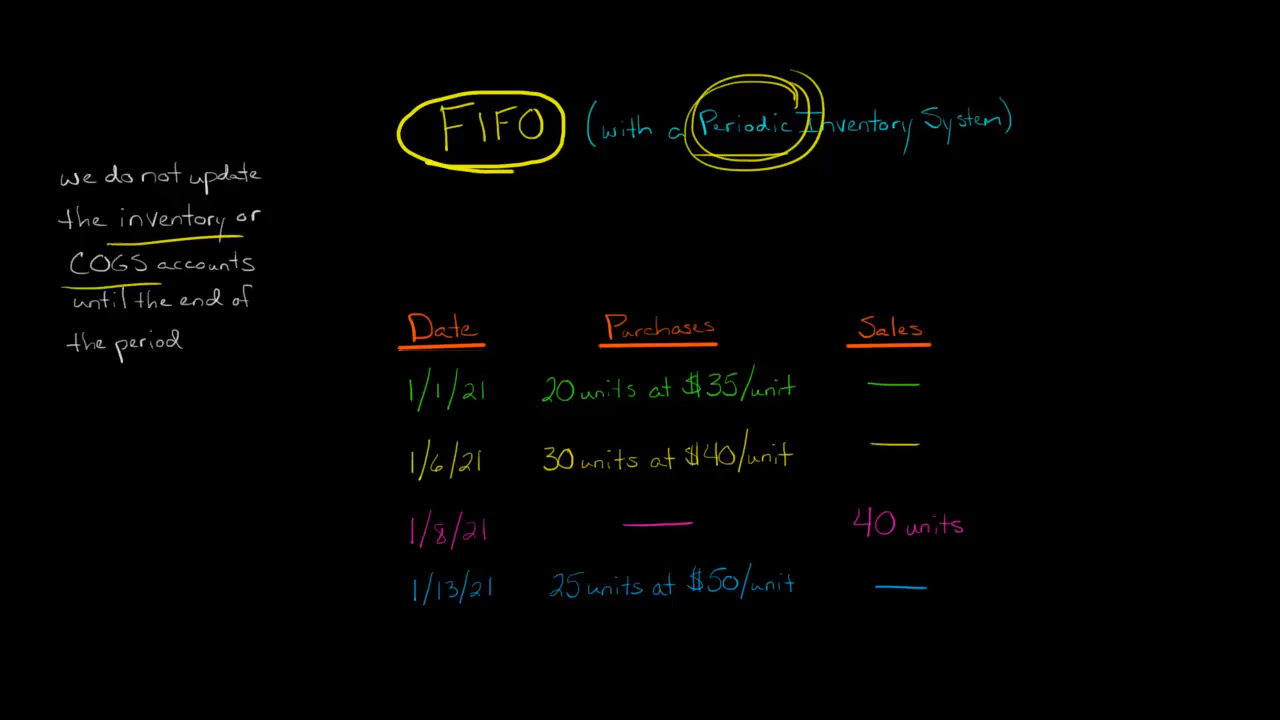 FIFO (with a Periodic Inventory System)
we do not update
the inventory or
COGS accounts
until the end of
the period
Date Purchases Sales
1/1/21 20 units at $35/unit —
1/6/21 30 units at $40/unit —
1/8/21 — 40 units
1/13/21 25 units at $50/unit —